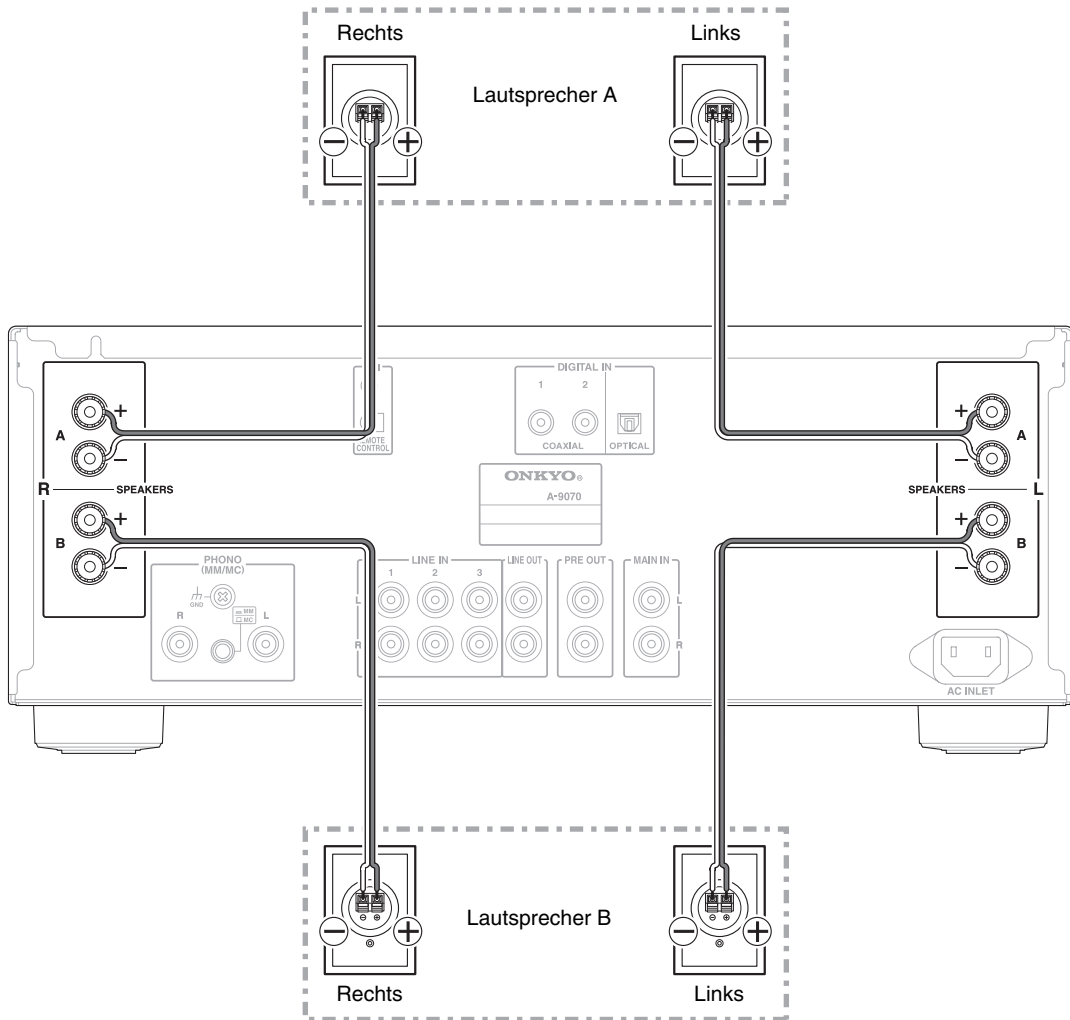 Rechts
Links
Lautsprecher A
DIGITAL IN
1 2
COAXIAL
OPTICAL
REMOTE
CONTROL
ONKYO®
A-9070
A
+
−
R
SPEAKERS
B
+
−
SPEAKERS
L
+
−
A
+
−
B
PHONO
(MM/MC)
GND
R
L
MM
MC
LINE IN
1 2 3
LINE OUT
PRE OUT
MAIN IN
L
R
L
R
AC INLET
Lautsprecher B
Rechts
Links